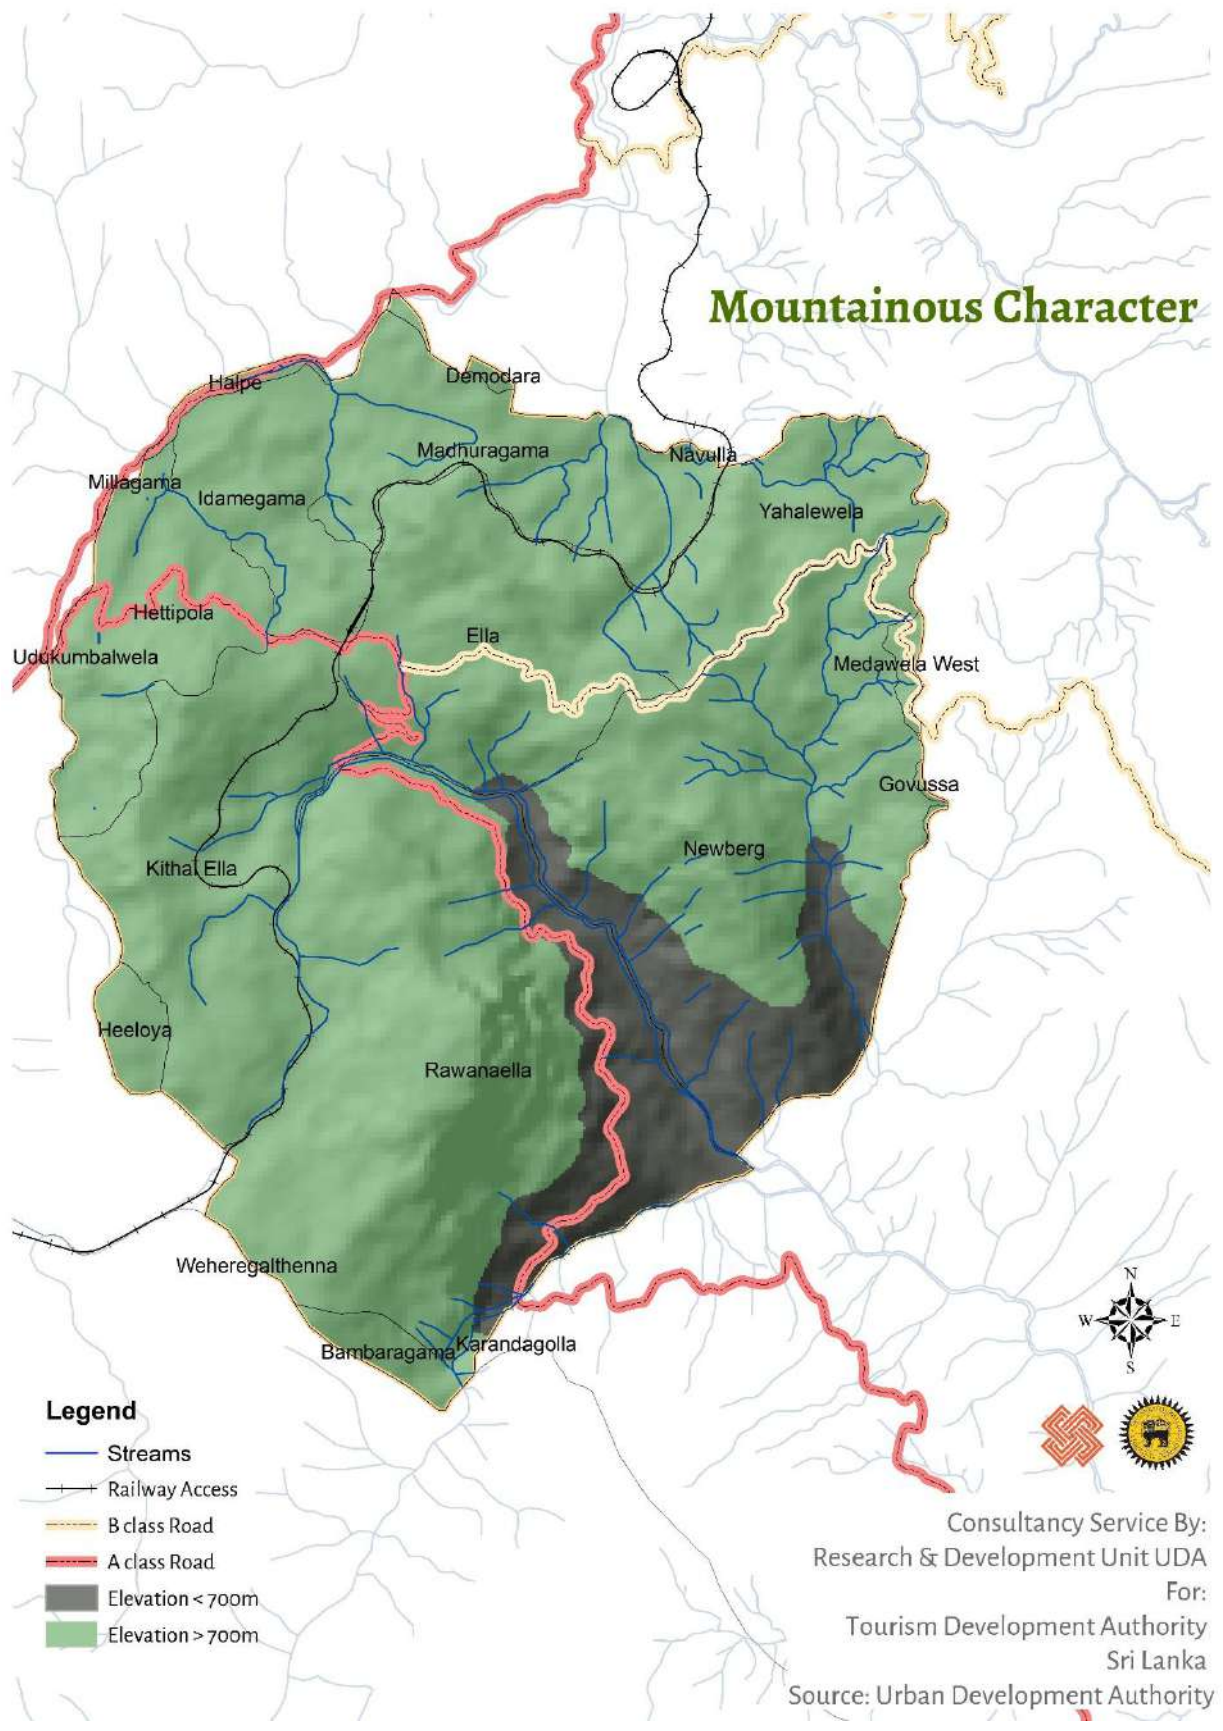 Mountainous Character
Halpe
Demodara
Madhuragama
Navulla
Millagama
Idamegama
Yahalewela
Hettipola
Ella
Udukumbalwela
Medawela West
Govussa
Newberg
Kithal Ella
Heeloya
Rawanaella
Weheregalthenna
Bambaragama
Karandagolla
N
W
E
S
Legend
Streams
Railway Access
B class Road
A class Road
Elevation < 700m
Elevation > 700m
Consultancy Service By:
Research & Development Unit UDA
For:
Tourism Development Authority
Sri Lanka
Source: Urban Development Authority